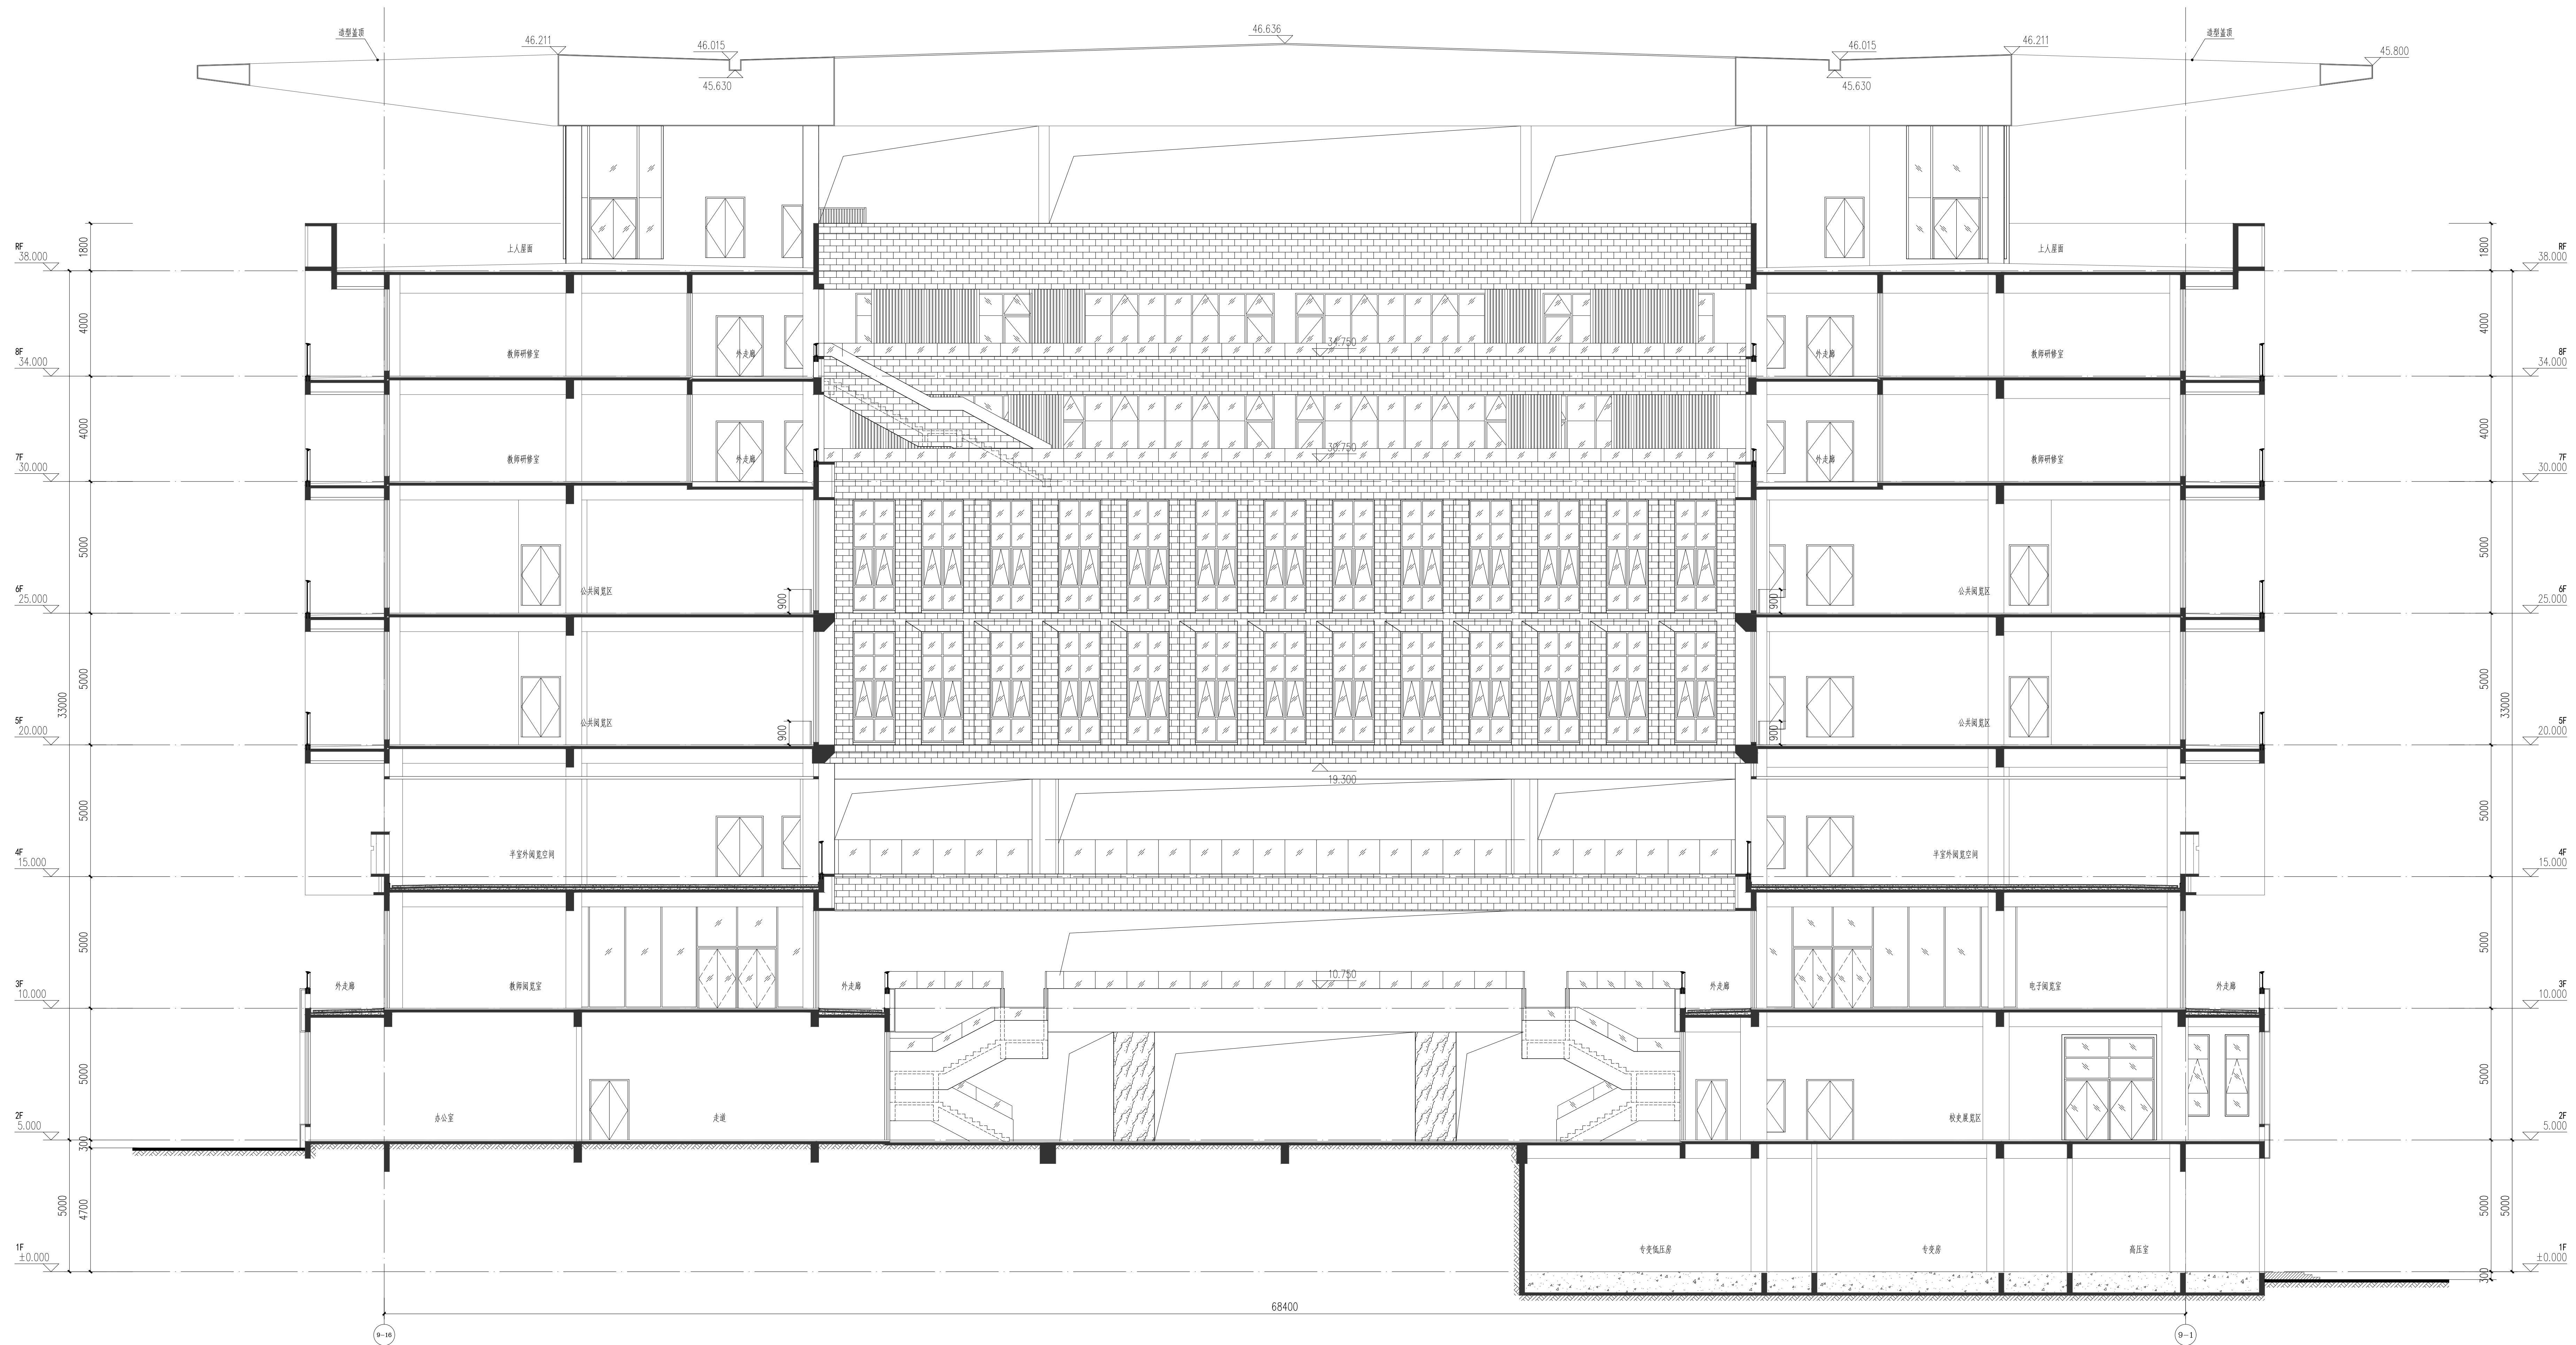 造型盖顶
46.211
46.015
45.630
46.636
46.015
45.630
46.211
造型盖顶
45.800
RF
38.000
1800
上人屋面
上人屋面
1800
RF
38.000
4000
8F
34.000
教师研修室
外走廊
34.750
外走廊
教师研修室
4000
8F
34.000
4000
7F
30.000
教师研修室
外走廊
30.750
外走廊
教师研修室
4000
7F
30.000
5000
6F
25.000
公共阅览区
900
900
公共阅览区
5000
6F
25.000
33000
5000
5F
20.000
公共阅览区
900
900
公共阅览区
5000
33000
5F
20.000
19.300
5000
4F
15.000
半室外阅览空间
半室外阅览空间
5000
4F
15.000
5000
3F
10.000
外走廊
教师阅览室
外走廊
10.750
外走廊
电子阅览室
外走廊
5000
3F
10.000
5000
2F
5.000
办公室
走道
校史展览区
5000
2F
5.000
300
5000
4700
1F
±0.000
专变低压房
专变房
高压室
5000
5000
1F
±0.000
300
68400
9-16
9-1